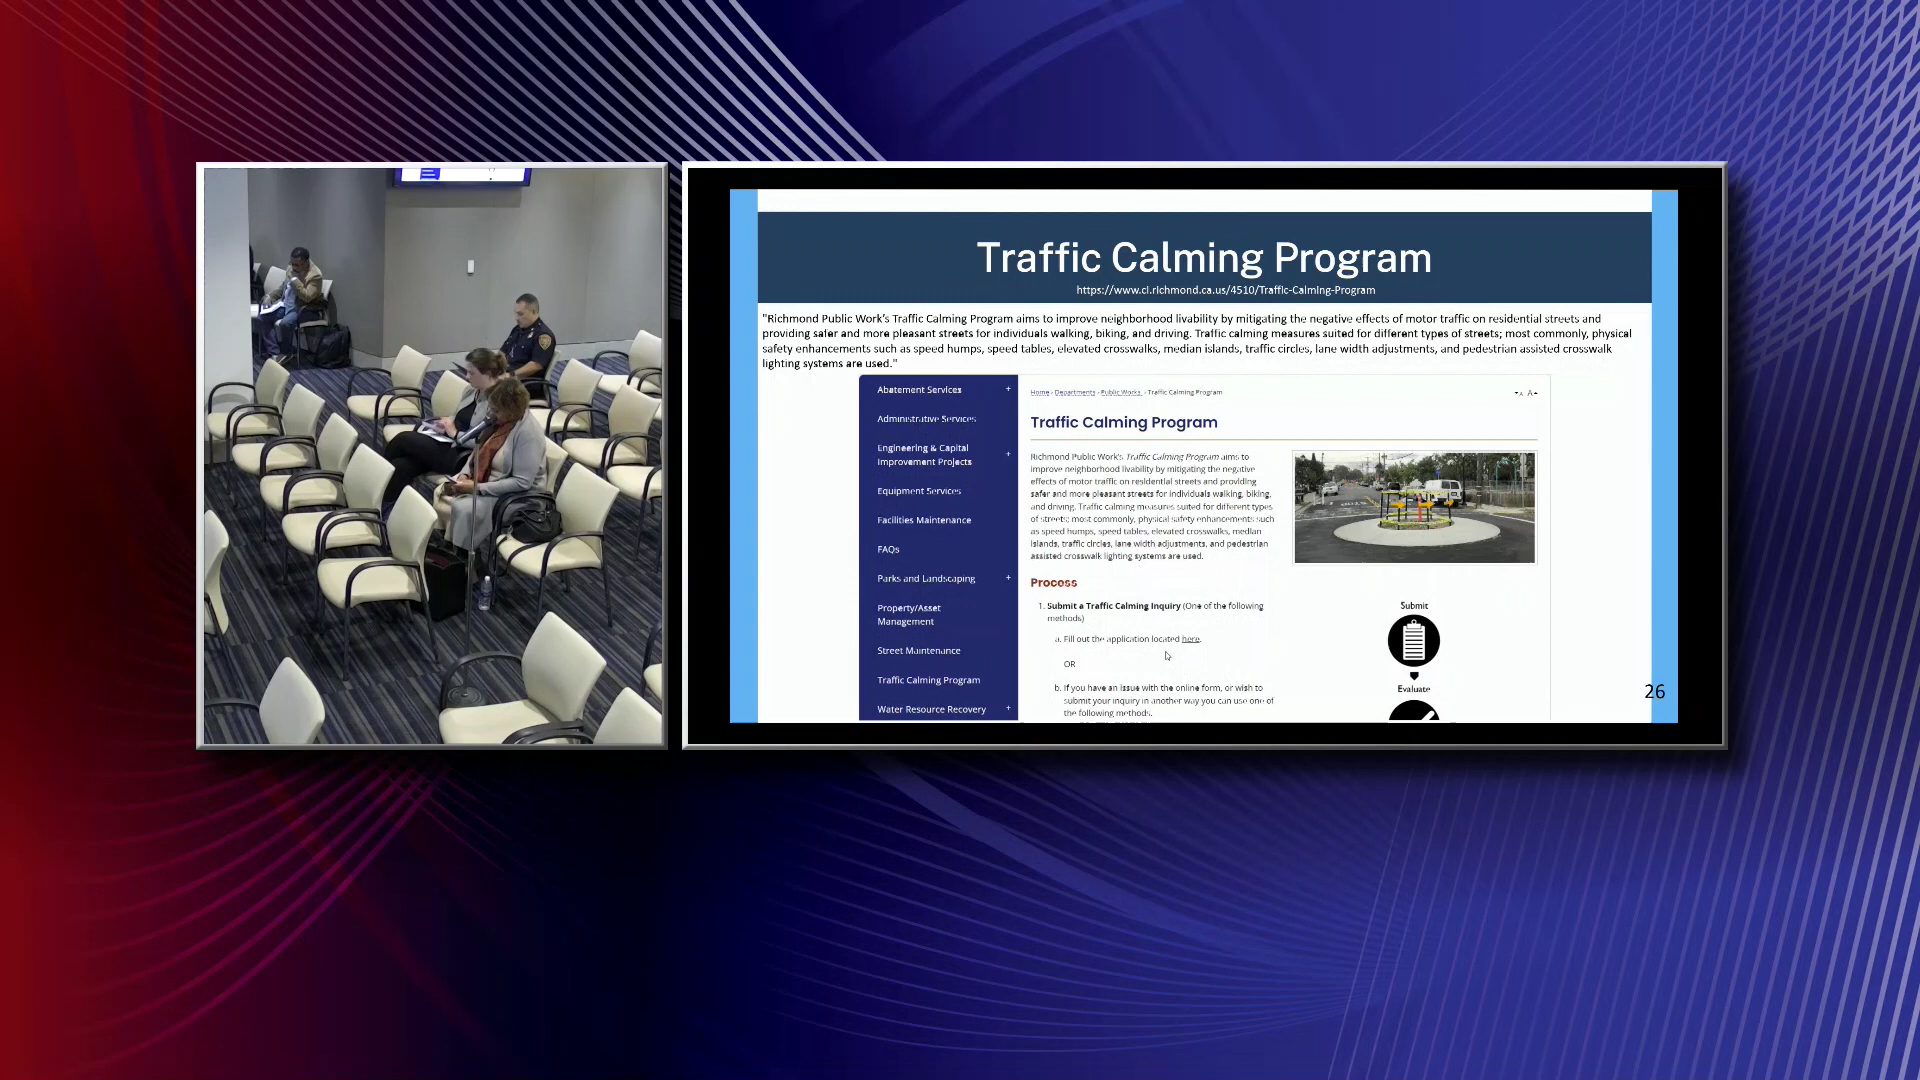 Traffic Calming Program
https://www.ci.richmond.ca.us/4510/Traffic-Calming-Program
"Richmond Public Work's Traffic Calming Program aims to improve neighborhood livability by mitigating the negative effects of motor traffic on residential streets and
providing safer and more pleasant streets for individuals walking, biking, and driving. Traffic calming measures suited for different types of streets; most commonly, physical
safety enhancements such as speed humps, speed tables, elevated crosswalks, median islands, traffic circles, lane width adjustments, and pedestrian assisted crosswalk
lighting systems are used."
Abatement Services +
Administrative Services
Engineering & Capital
Improvement Projects +
Equipment Services
Facilities Maintenance
FAQs
Parks and Landscaping +
Property/Asset
Management
Street Maintenance
Traffic Calming Program
Water Resource Recovery +
Home › Departments › Public Works › Traffic Calming Program
A
A
Traffic Calming Program
Richmond Public Work's Traffic Calming Program aims to
improve neighborhood livability by mitigating the negative
effects of motor traffic on residential streets and providing
safer and more pleasant streets for individuals walking, biking,
and driving. Traffic calming measures suited for different types
of streets; most commonly, physical safety enhancements such
as speed humps, speed tables, elevated crosswalks, median
islands, traffic circles, lane width adjustments, and pedestrian
assisted crosswalk lighting systems are used.
Process
1. Submit a Traffic Calming Inquiry (One of the following
methods)
a. Fill out the application located here.
OR
b. If you have an issue with the online form, or wish to
submit your inquiry in another way you can use one of
the following methods.
Submit
Evaluate
26